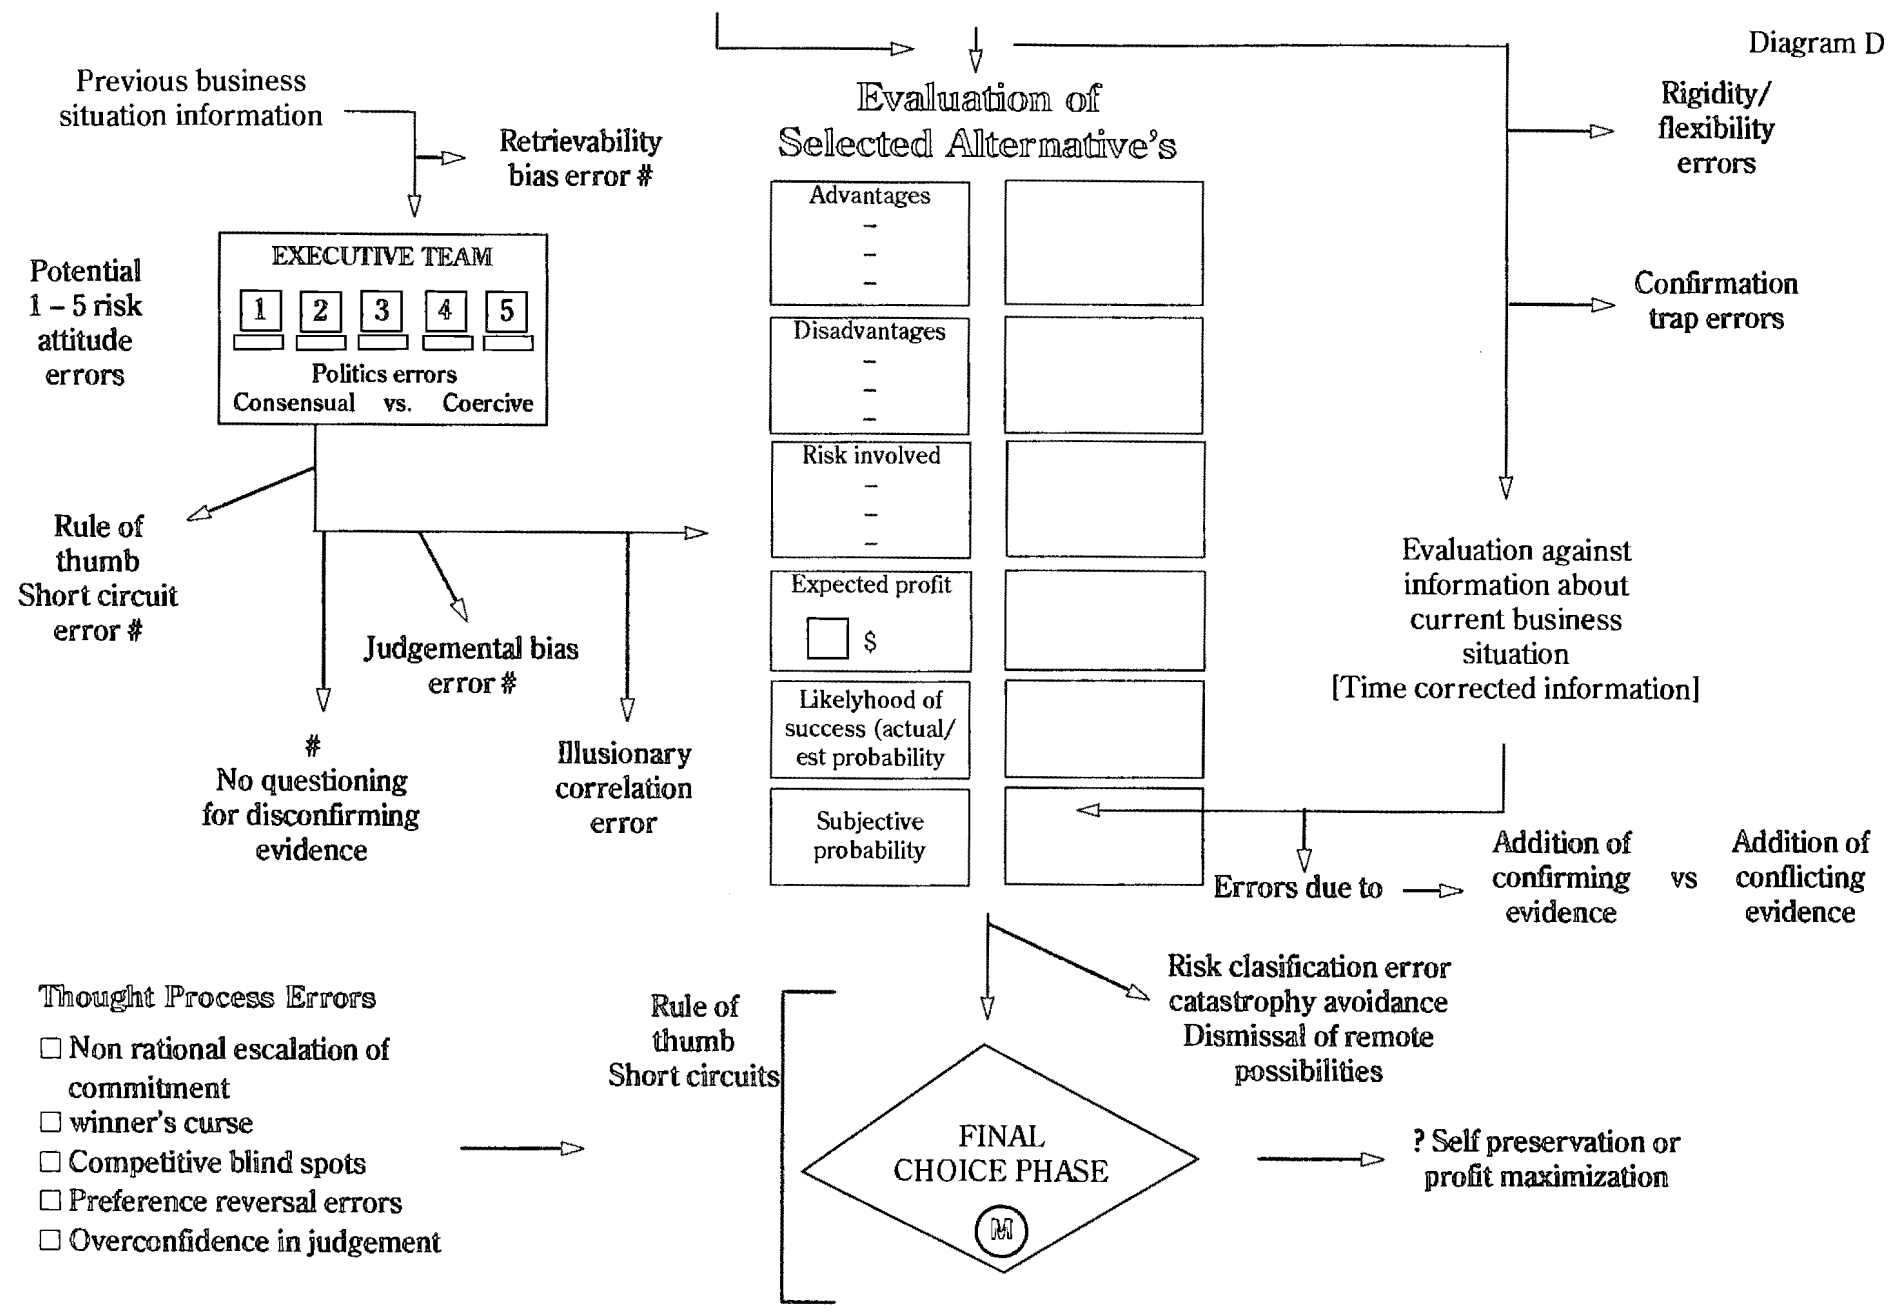 Diagram D
Previous business
situation information
Retrievability
bias error #
Evaluation of
Selected Alternative's
Rigidity/
flexibility
errors
Potential
1 – 5 risk
attitude
errors
EXECUTIVE TEAM
1 2 3 4 5
Politics errors
Consensual vs. Coercive
Advantages
–
–
–
Disadvantages
–
–
–
Risk involved
–
–
–
Expected profit
$
Likelyhood of
success (actual/
est probability
Subjective
probability
Confirmation
trap errors
Rule of
thumb
Short circuit
error #
Judgemental bias
error #
#
No questioning
for disconfirming
evidence
Illusionary
correlation
error
Evaluation against
information about
current business
situation
[Time corrected information]
Errors due to
Addition of
confirming
evidence
vs
Addition of
conflicting
evidence
Risk clasification error
catastrophy avoidance
Dismissal of remote
possibilities
Thought Process Errors
Non rational escalation of
commitment
winner's curse
Competitive blind spots
Preference reversal errors
Overconfidence in judgement
Rule of
thumb
Short circuits
FINAL
CHOICE PHASE
M
? Self preservation or
profit maximization